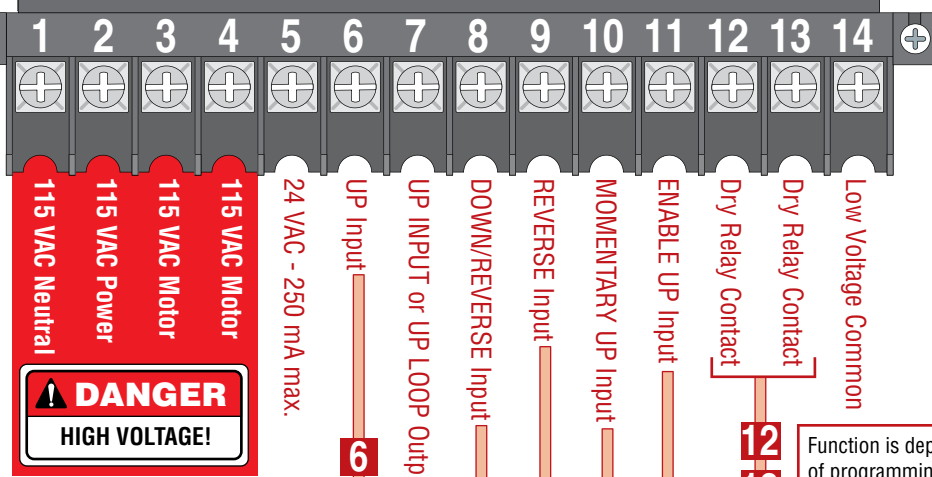 1 2 3 4 5 6 7 8 9 10 11 12 13 14
115 VAC Neutral
115 VAC Power
115 VAC Motor
115 VAC Motor
24 VAC - 250 mA max.
UP Input
UP INPUT or UP LOOP Outp
DOWN/REVERSE Input
REVERSE Input
MOMENTARY UP Input
ENABLE UP Input
Dry Relay Contact
Dry Relay Contact
Low Voltage Common
DANGER
HIGH VOLTAGE!
6
12
Function is dep
of programmin